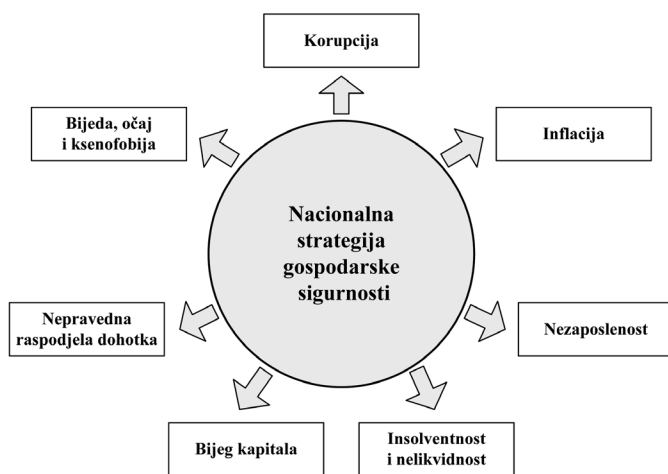 Korupcija
Bijeda, očaj
i ksenofobija
Inflacija
Nacionalna
strategija
gospodarske
sigurnosti
Nepravedna
raspodjela dohotka
Nezaposlenost
Bijeg kapitala
Insolventnost
i nelikvidnost